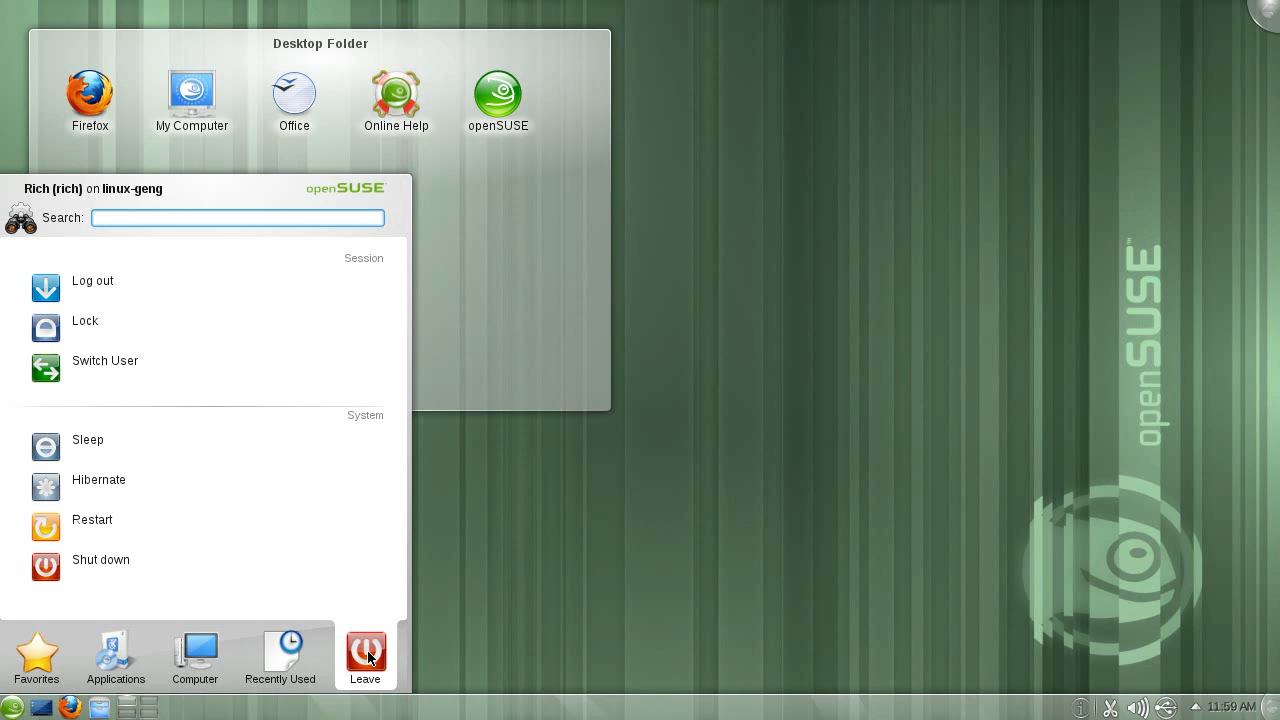 Desktop Folder
Firefox
My Computer
Office
Online Help
openSUSE
Rich (rich) on linux-geng
openSUSE
Search:
Session
Log out
Lock
Switch User
System
Sleep
Hibernate
Restart
Shut down
Favorites
Applications
Computer
Recently Used
Leave
openSUSE™
11:59 AM